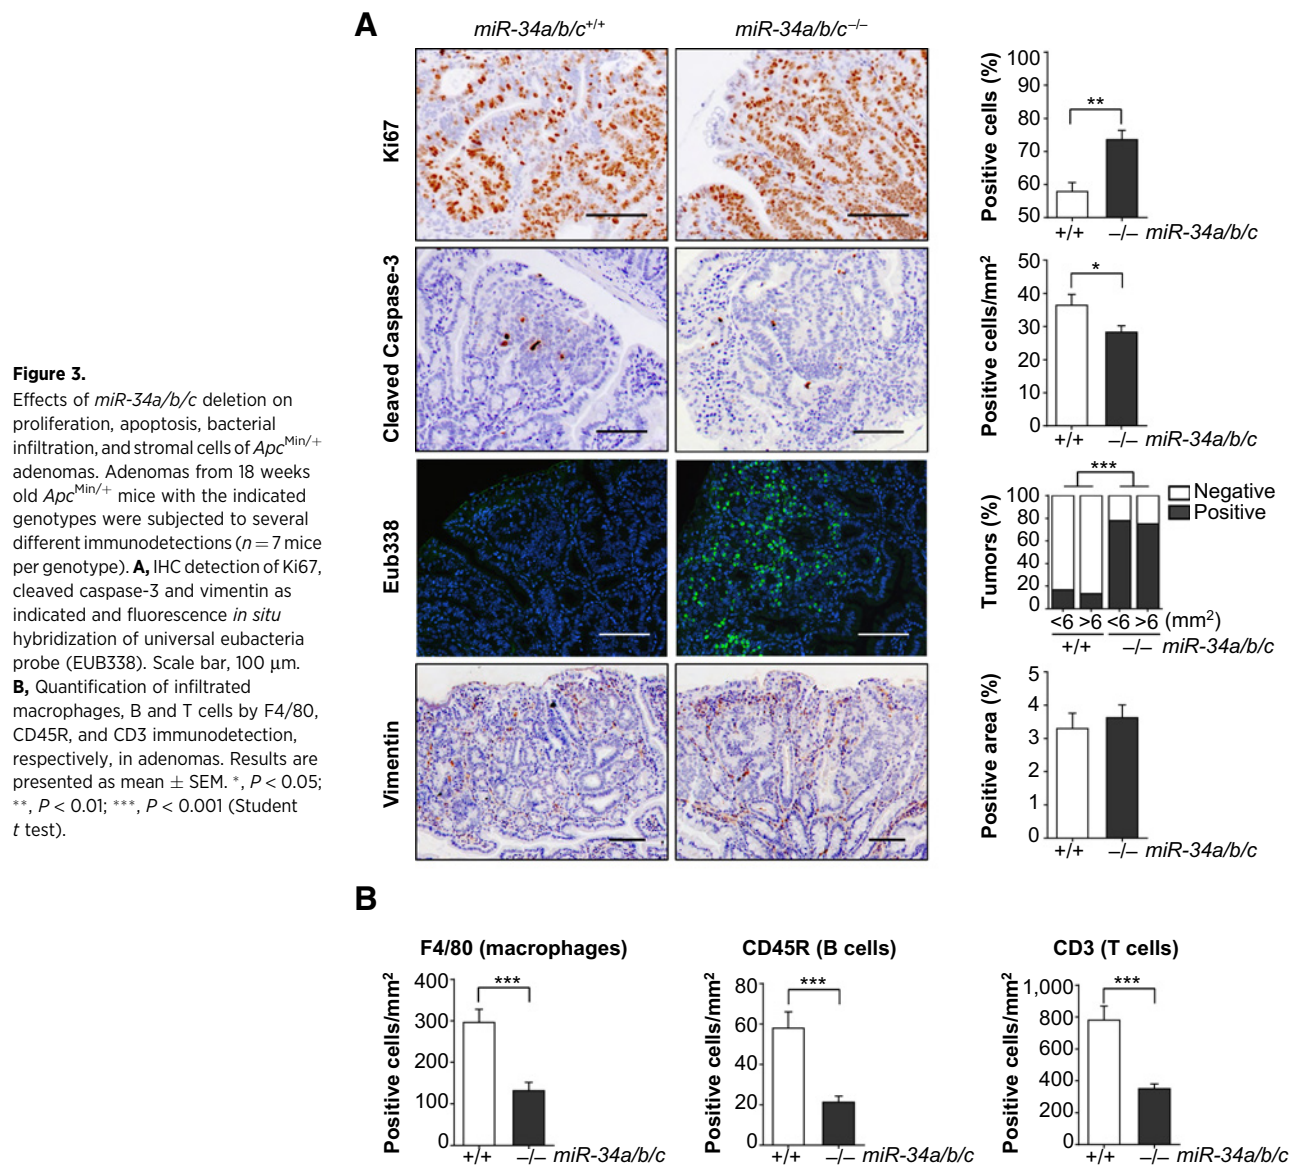 Figure 3.
Effects of miR-34a/b/c deletion on
proliferation, apoptosis, bacterial
infiltration, and stromal cells of Apc^Min/+
adenomas. Adenomas from 18 weeks
old Apc^Min/+ mice with the indicated
genotypes were subjected to several
different immunodetections (n = 7 mice
per genotype). A, IHC detection of Ki67,
cleaved caspase-3 and vimentin as
indicated and fluorescence in situ
hybridization of universal eubacteria
probe (EUB338). Scale bar, 100 μm.
B, Quantification of infiltrated
macrophages, B and T cells by F4/80,
CD45R, and CD3 immunodetection,
respectively, in adenomas. Results are
presented as mean ± SEM. *, P < 0.05;
**, P < 0.01; ***, P < 0.001 (Student
t test).
A
miR-34a/b/c+/+
miR-34a/b/c–/–
Ki67
Positive cells (%)
100
90
80
70
60
50
**
+/+ –/– miR-34a/b/c
Cleaved Caspase-3
Positive cells/mm²
50
40
30
20
10
0
*
+/+ –/– miR-34a/b/c
Eub338
Tumors (%)
100
80
60
40
20
0
***
Negative
Positive
<6 >6 <6 >6 (mm²)
+/+ –/– miR-34a/b/c
Vimentin
Positive area (%)
5
4
3
2
1
0
+/+ –/– miR-34a/b/c
B
F4/80 (macrophages)
Positive cells/mm²
400
300
200
100
0
***
+/+ –/– miR-34a/b/c
CD45R (B cells)
Positive cells/mm²
80
60
40
20
0
***
+/+ –/– miR-34a/b/c
CD3 (T cells)
Positive cells/mm²
1,000
800
600
400
200
0
***
+/+ –/– miR-34a/b/c